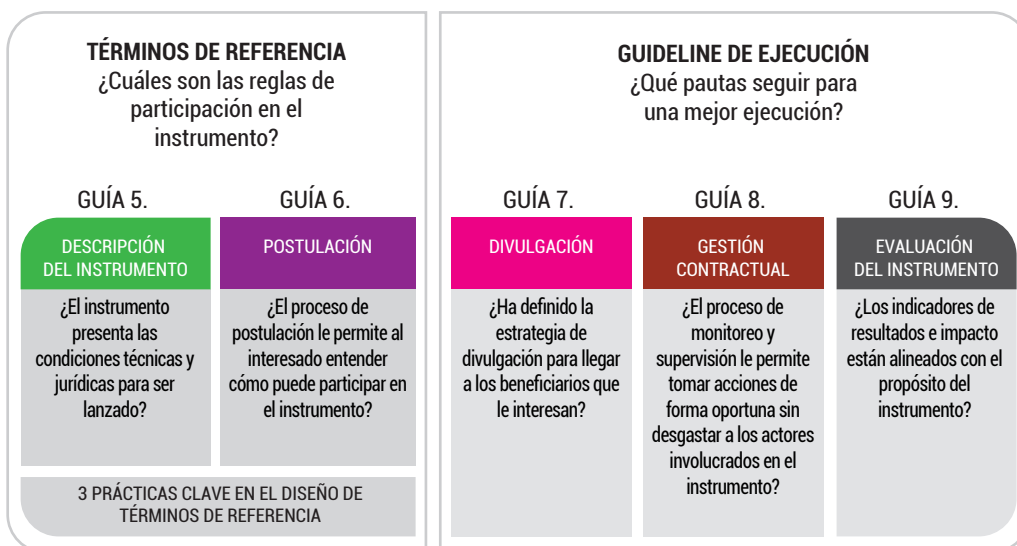 TÉRMINOS DE REFERENCIA
¿Cuáles son las reglas de
participación en el
instrumento?
GUÍA 5.
DESCRIPCIÓN
DEL INSTRUMENTO
¿El instrumento
presenta las
condiciones técnicas y
jurídicas para ser
lanzado?
GUÍA 6.
POSTULACIÓN
¿El proceso de
postulación le permite al
interesado entender
cómo puede participar en
el instrumento?
3 PRÁCTICAS CLAVE EN EL DISEÑO DE
TÉRMINOS DE REFERENCIA
GUIDELINE DE EJECUCIÓN
¿Qué pautas seguir para
una mejor ejecución?
GUÍA 7.
DIVULGACIÓN
¿Ha definido la
estrategia de
divulgación para llegar
a los beneficiarios que
le interesan?
GUÍA 8.
GESTIÓN
CONTRACTUAL
¿El proceso de
monitoreo y
supervisión le permite
tomar acciones de
forma oportuna sin
desgastar a los actores
involucrados en el
instrumento?
GUÍA 9.
EVALUACIÓN
DEL INSTRUMENTO
¿Los indicadores de
resultados e impacto
están alineados con el
propósito del
instrumento?